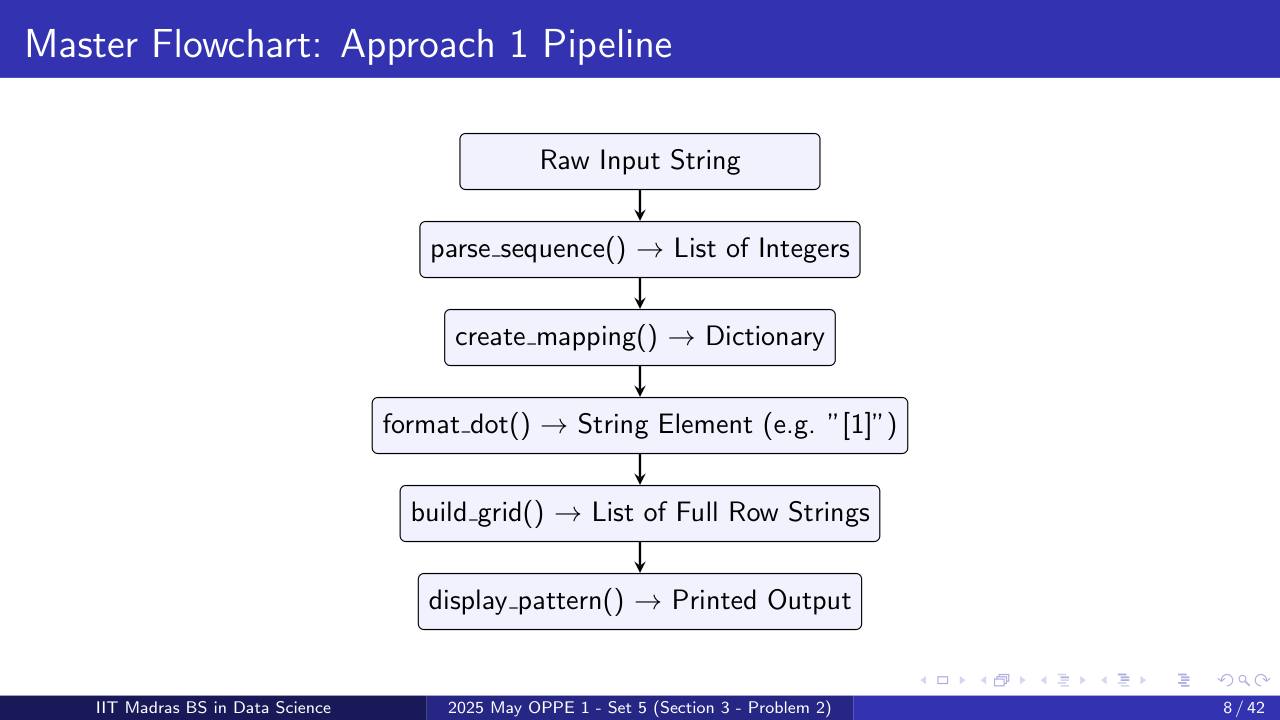 Master Flowchart: Approach 1 Pipeline
Raw Input String
parse_sequence() → List of Integers
create_mapping() → Dictionary
format_dot() → String Element (e.g. ”[1]”)
build_grid() → List of Full Row Strings
display_pattern() → Printed Output
IIT Madras BS in Data Science
2025 May OPPE 1 - Set 5 (Section 3 - Problem 2)
8 / 42